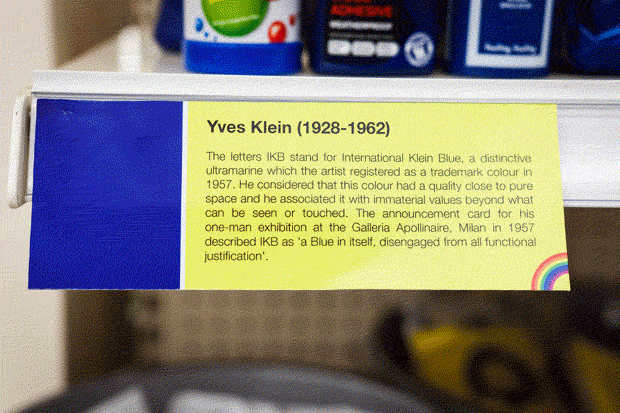 ADHESIVE
Yves Klein (1928-1962)
The letters IKB stand for International Klein Blue, a distinctive
ultramarine which the artist registered as a trademark colour in
1957. He considered that this colour had a quality close to pure
space and he associated it with immaterial values beyond what
can be seen or touched. The announcement card for his
one-man exhibition at the Galleria Apollinaire, Milan in 1957
described IKB as 'a Blue in itself, disengaged from all functional
justification'.